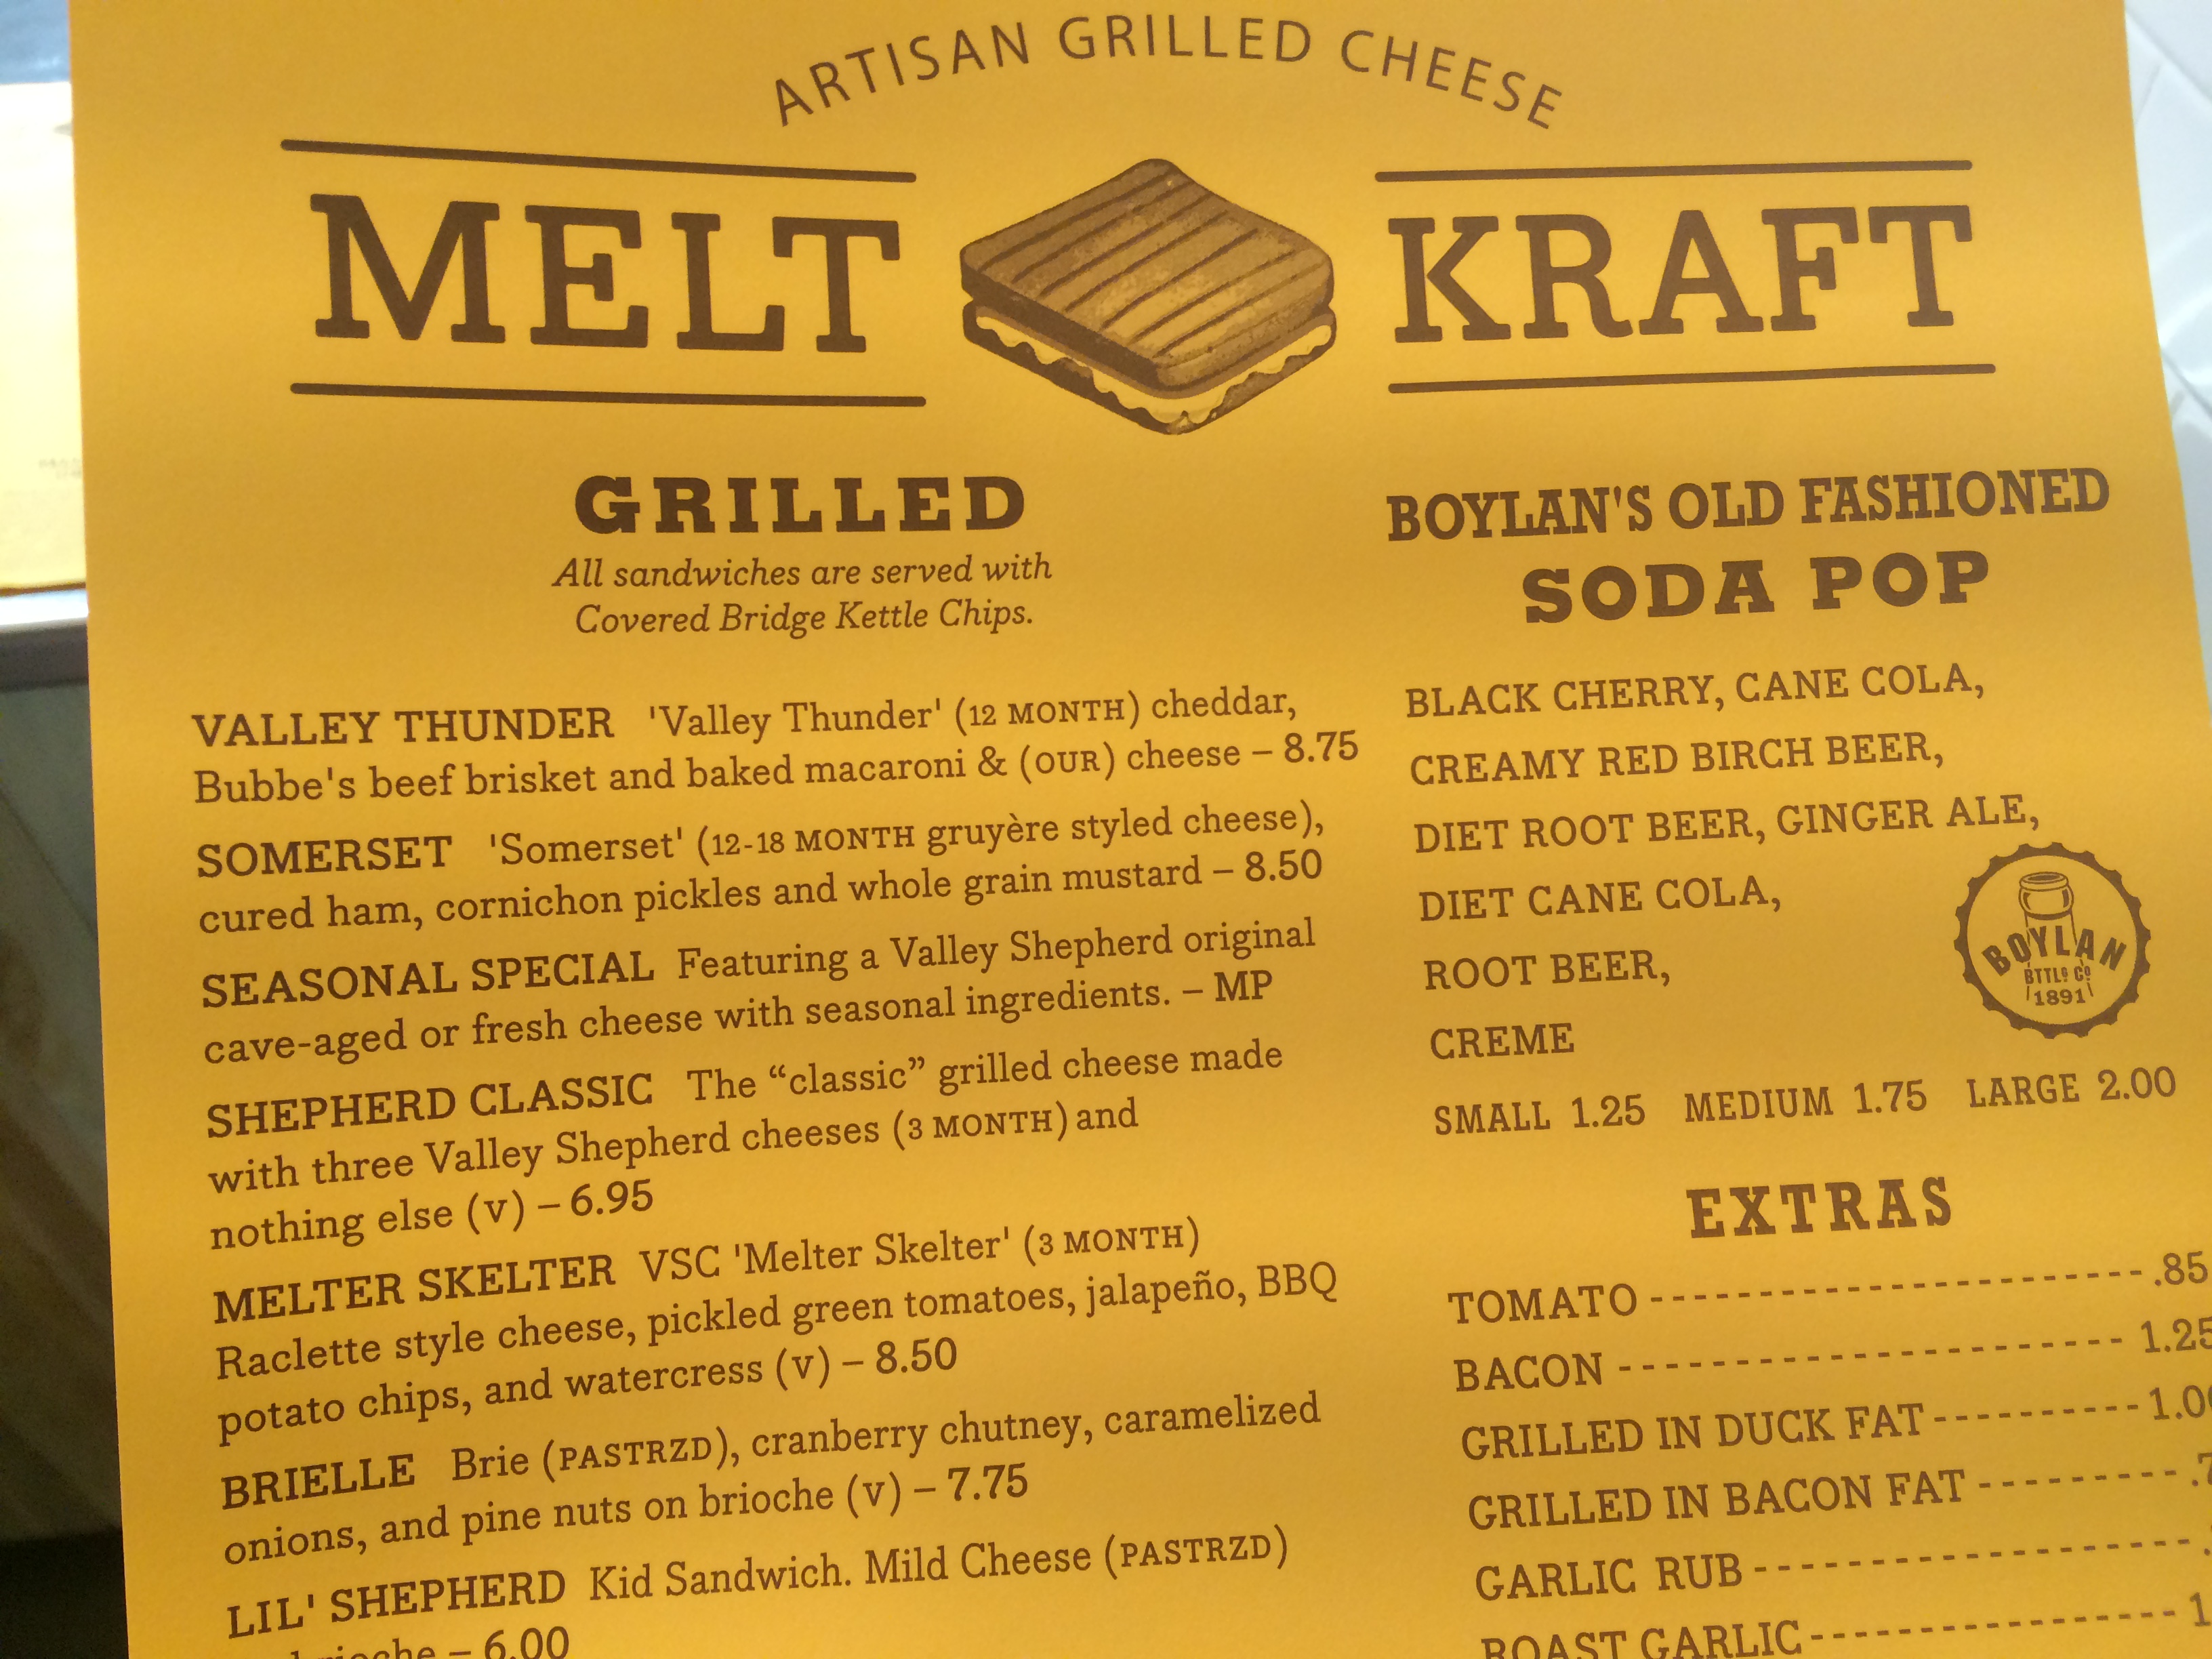 ARTISAN GRILLED CHEESE
MELT KRAFT
GRILLED
All sandwiches are served with
Covered Bridge Kettle Chips.
VALLEY THUNDER 'Valley Thunder' (12 MONTH) cheddar,
Bubbe's beef brisket and baked macaroni & (OUR) cheese – 8.75
SOMERSET 'Somerset' (12-18 MONTH gruyère styled cheese),
cured ham, cornichon pickles and whole grain mustard – 8.50
SEASONAL SPECIAL Featuring a Valley Shepherd original
cave-aged or fresh cheese with seasonal ingredients. – MP
SHEPHERD CLASSIC The “classic” grilled cheese made
with three Valley Shepherd cheeses (3 MONTH) and
nothing else (v) – 6.95
MELTER SKELTER VSC 'Melter Skelter' (3 MONTH)
Raclette style cheese, pickled green tomatoes, jalapeño, BBQ
potato chips, and watercress (v) – 8.50
BRIELLE Brie (PASTRZD), cranberry chutney, caramelized
onions, and pine nuts on brioche (v) – 7.75
LIL' SHEPHERD Kid Sandwich. Mild Cheese (PASTRZD)
– 6.00
BOYLAN'S OLD FASHIONED
SODA POP
BLACK CHERRY, CANE COLA,
CREAMY RED BIRCH BEER,
DIET ROOT BEER, GINGER ALE,
DIET CANE COLA,
ROOT BEER,
CREME
BOYLAN
BTTLG CO
1891
SMALL 1.25 MEDIUM 1.75 LARGE 2.00
EXTRAS
TOMATO .85
BACON 1.25
GRILLED IN DUCK FAT
GRILLED IN BACON FAT
GARLIC RUB
ROAST GARLIC